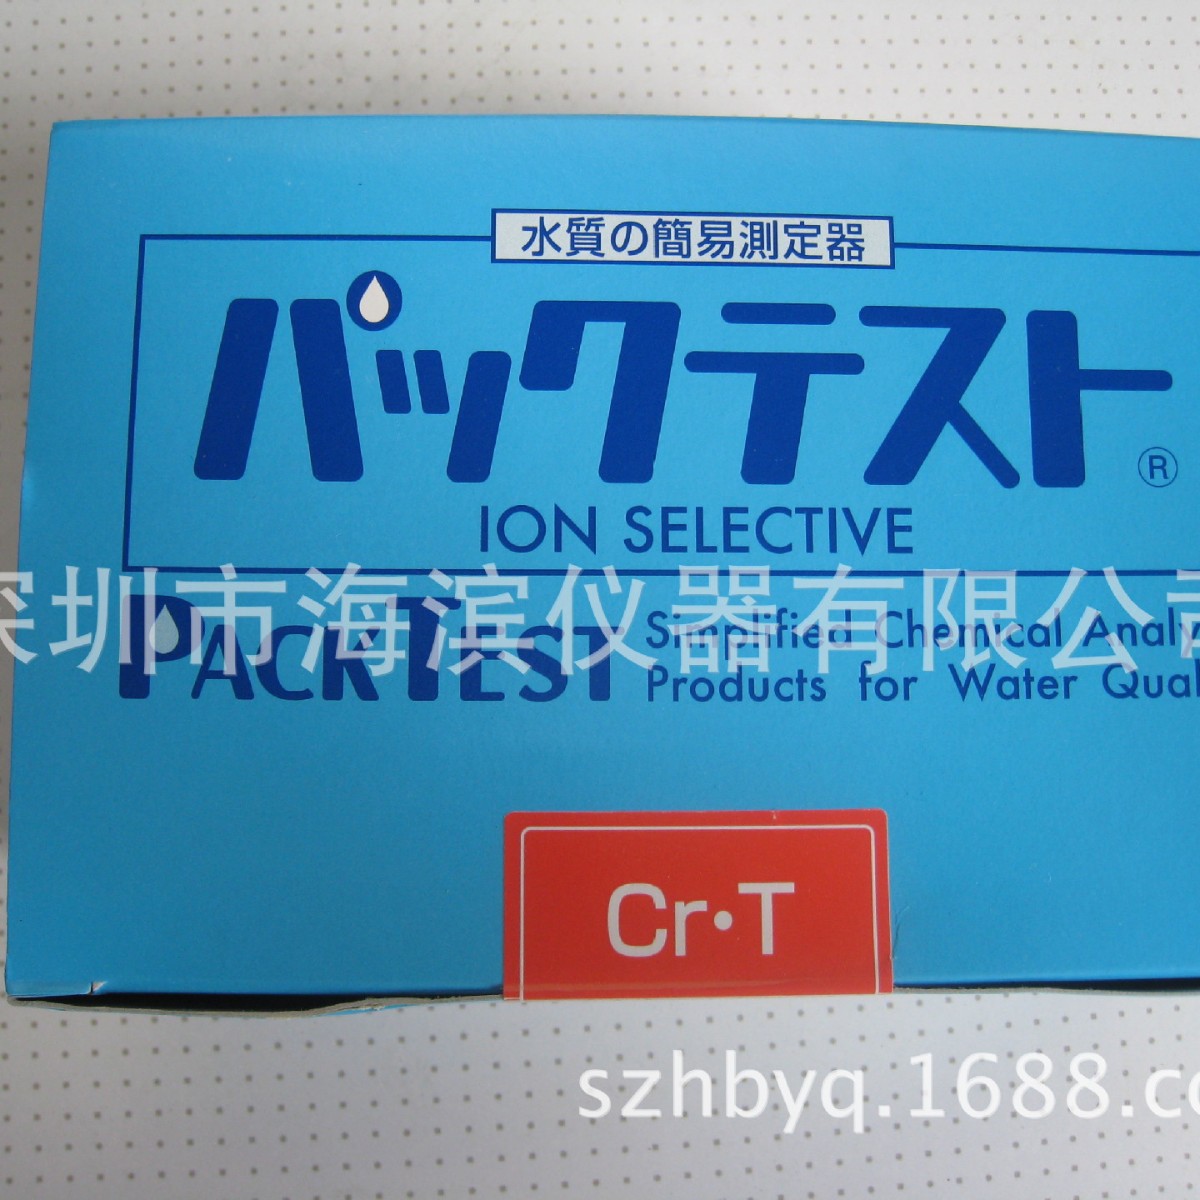 水質の簡易測定器
パックテスト®
ION SELECTIVE
深圳市海滨仪器有限公司
PACKTEST
Simplified Chemical Analy
Products for Water Qual
Cr・T
szhbyq.1688.co